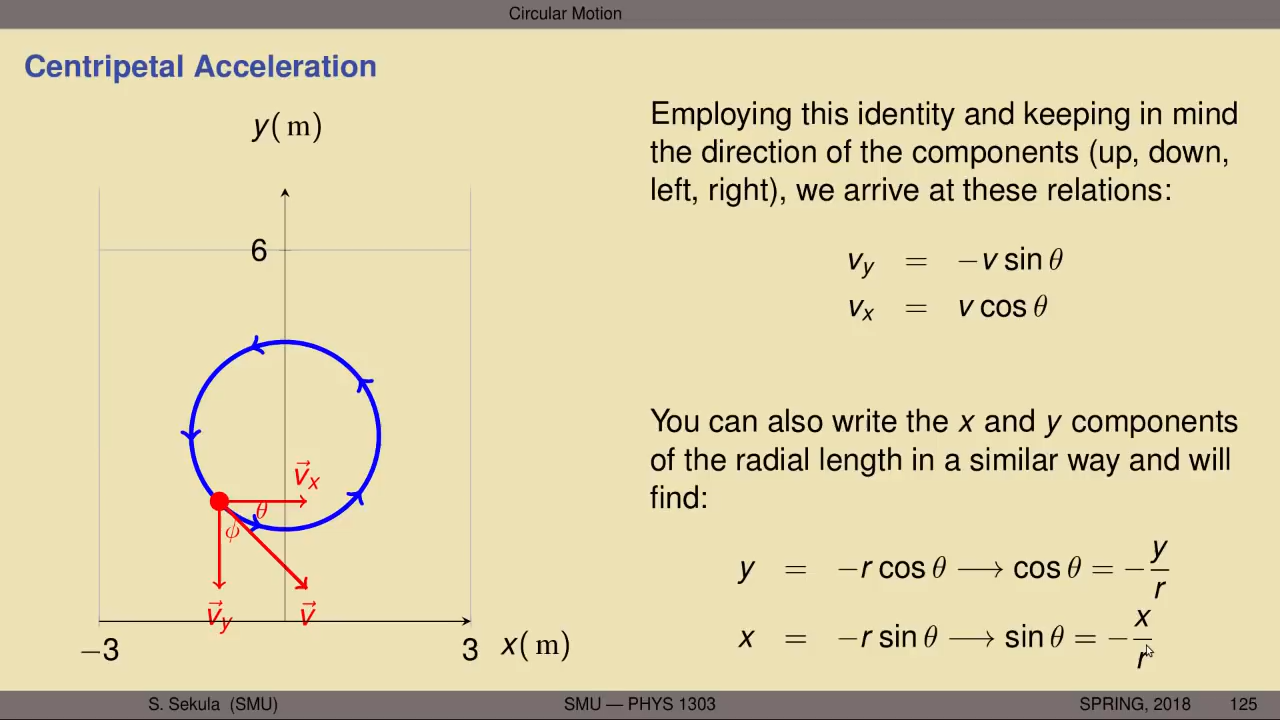 Circular Motion
Centripetal Acceleration
y( m)
6
−3
3
x( m)
v⃗x
θ
ϕ
v⃗y
v⃗
Employing this identity and keeping in mind
the direction of the components (up, down,
left, right), we arrive at these relations:
vy = −v sin θ
vx = v cos θ
You can also write the x and y components
of the radial length in a similar way and will
find:
y = −r cos θ ⟶ cos θ = −y/r
x = −r sin θ ⟶ sin θ = −x/r
S. Sekula (SMU)
SMU — PHYS 1303
SPRING, 2018
125